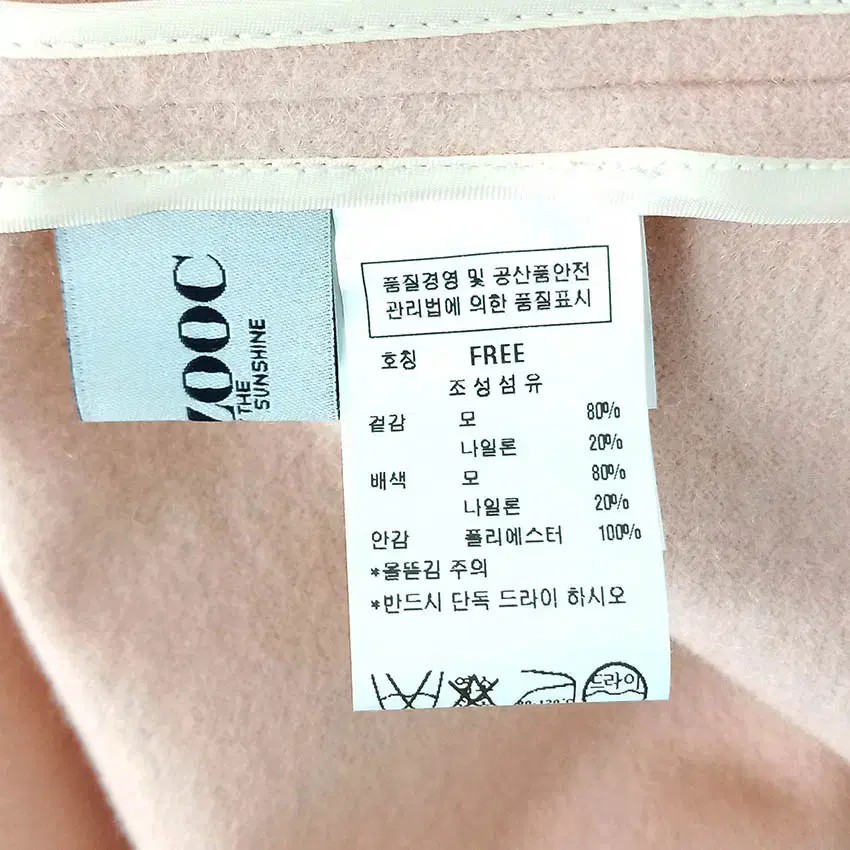 ZOOC
THE
SUNSHINE
품질경영 및 공산품안전
관리법에 의한 품질표시
호칭 FREE
조성섬유
겉감 모 80%
나일론 20%
배색 모 80%
나일론 20%
안감 폴리에스터 100%
*올뜯김 주의
*반드시 단독 드라이 하시오
드라이